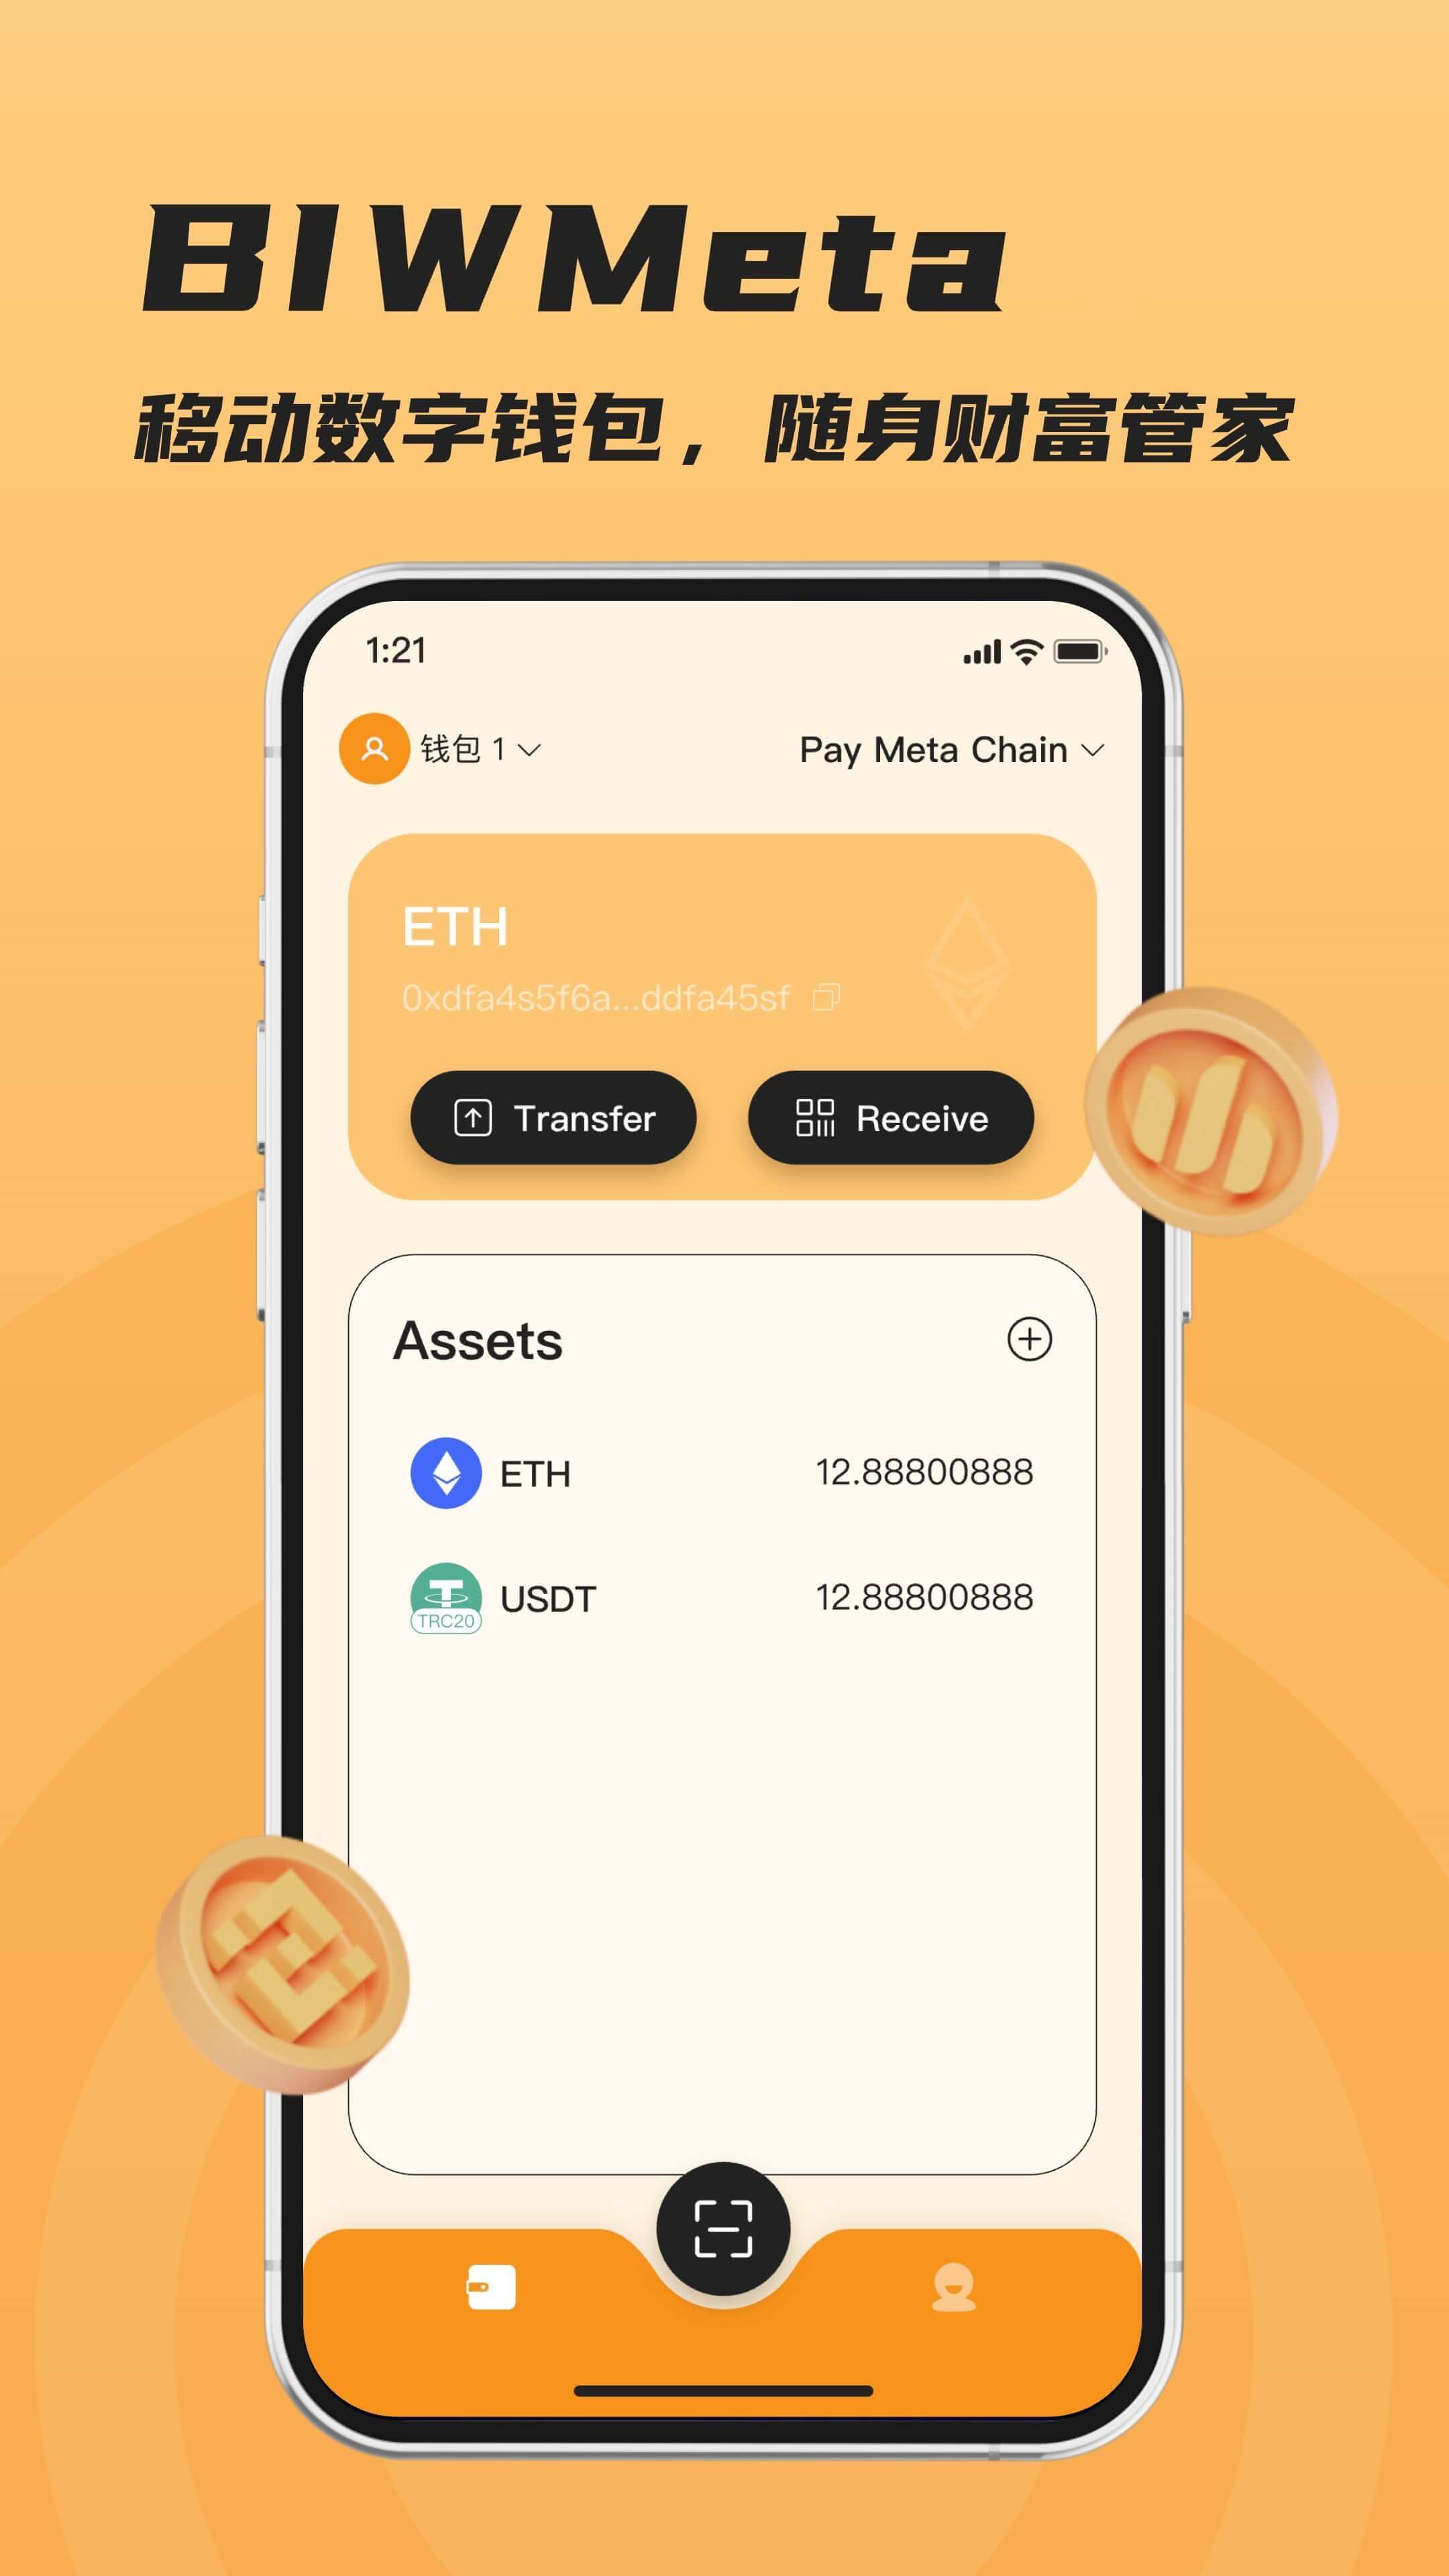 BIWMeta
移动数字钱包，随身财富管家
1:21
钱包 1
Pay Meta Chain
ETH
0xdfa4s5f6a...ddfa45sf
Transfer
Receive
Assets
ETH
12.88800888
TRC20
USDT
12.88800888